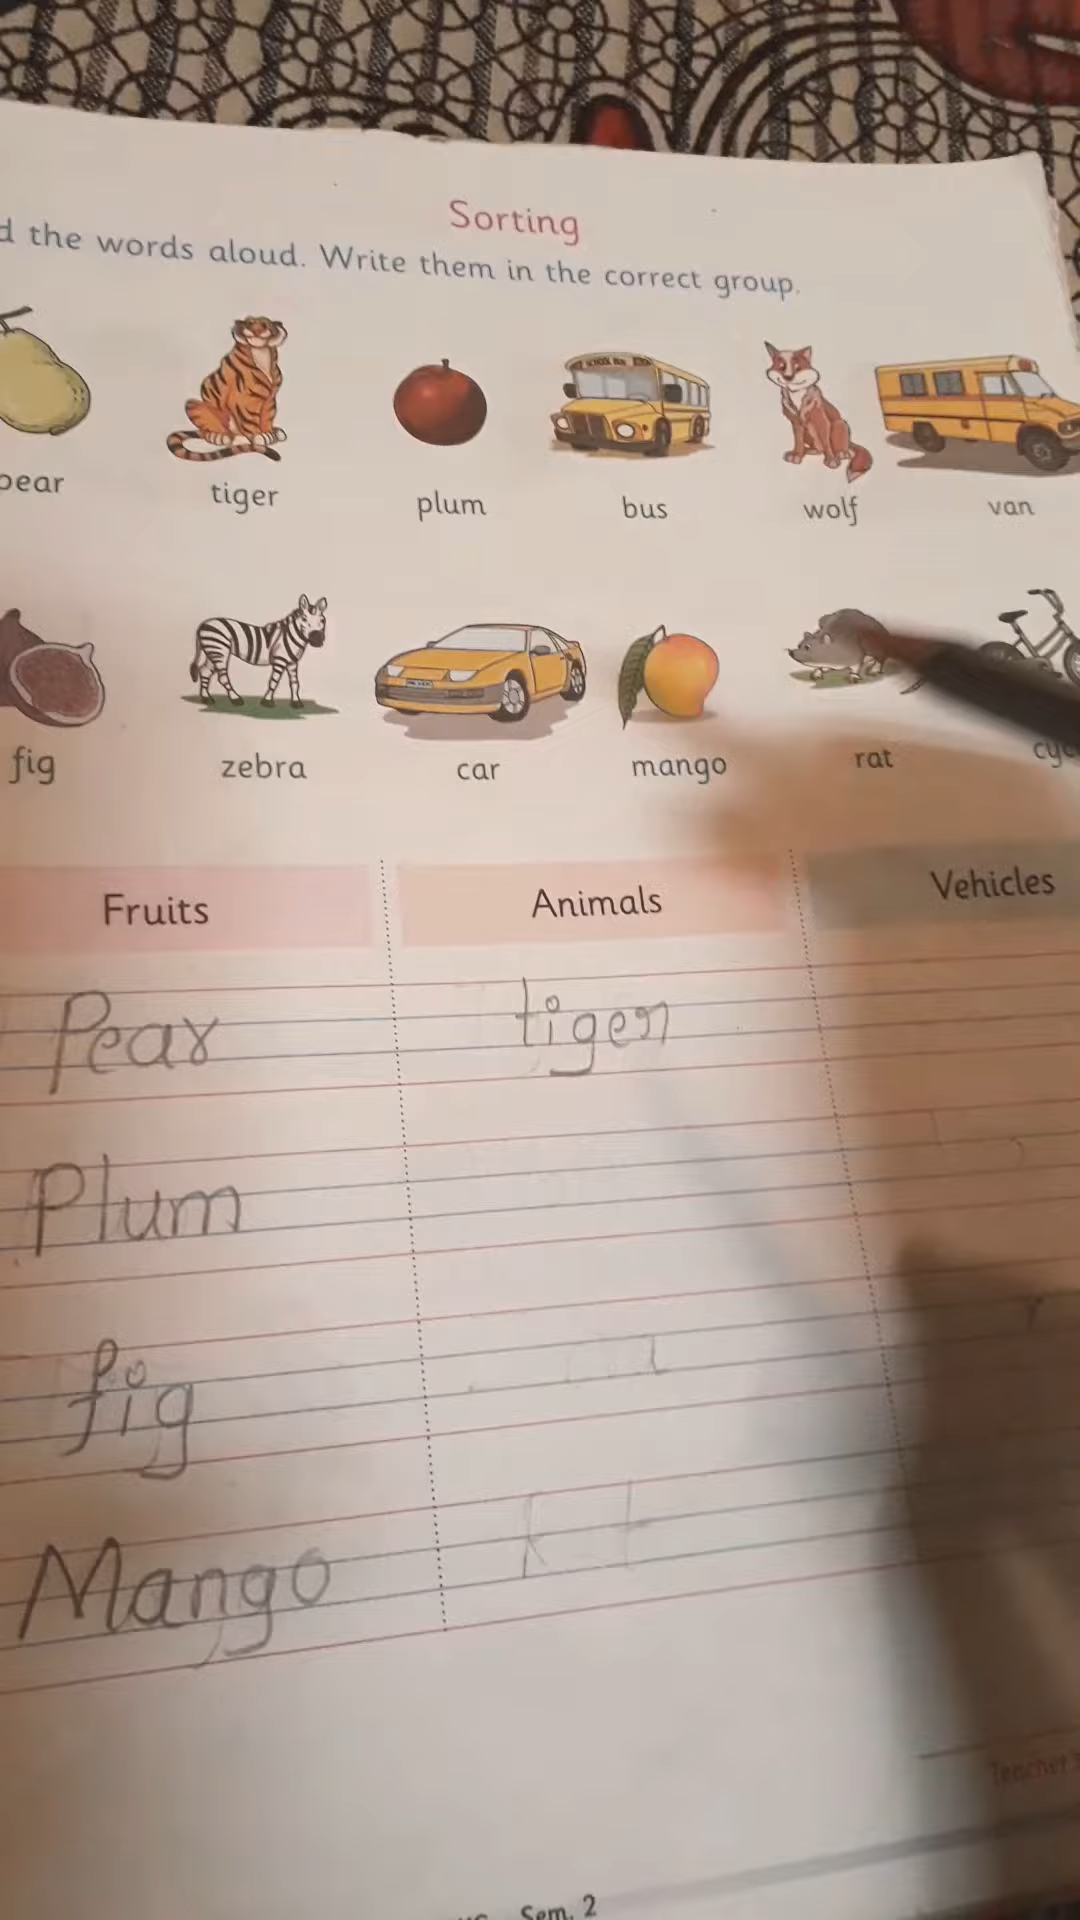 Sorting
the words aloud. Write them in the correct group.
pear tiger plum bus wolf van
fig zebra car mango rat
Fruits Animals Vehicles
Pear tiger
Plum
fig
Mango
Sem. 2